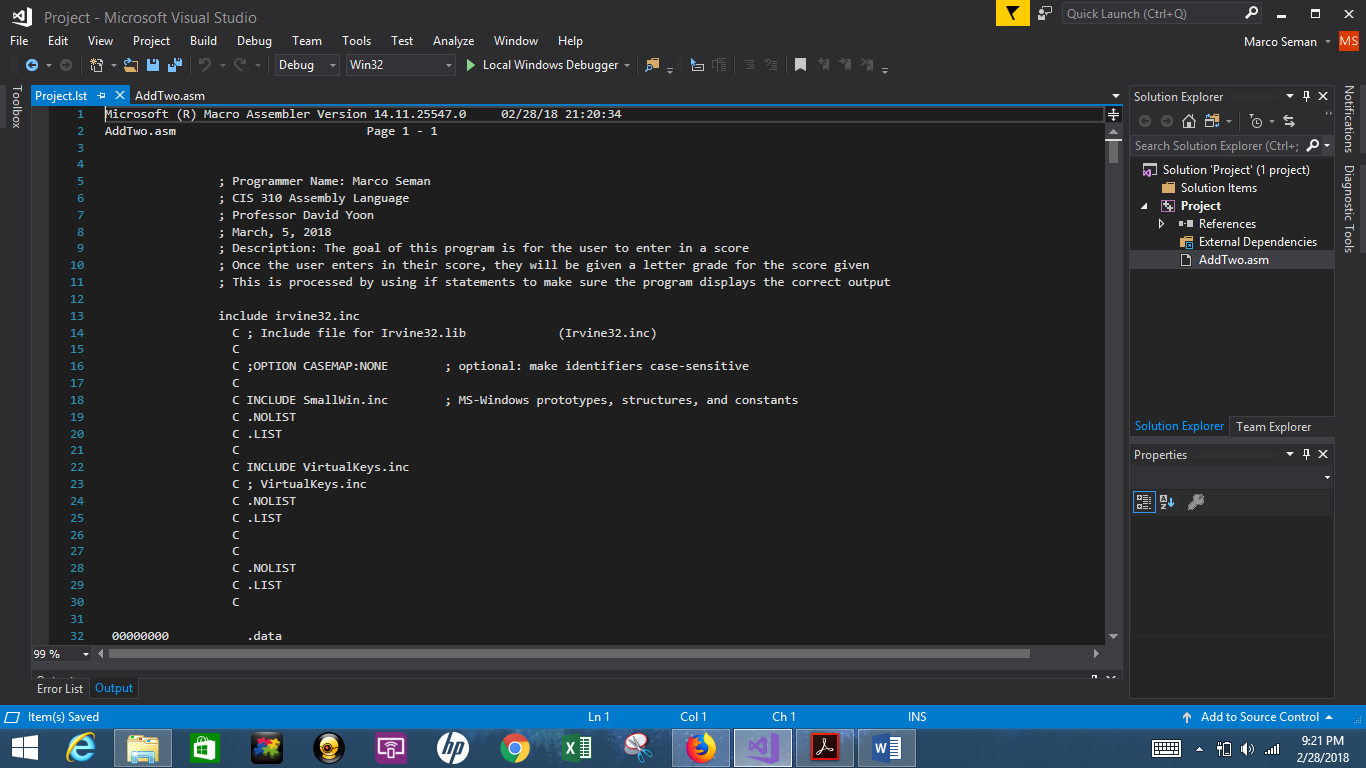 Project - Microsoft Visual Studio
Quick Launch (Ctrl+Q)
File Edit View Project Build Debug Team Tools Test Analyze Window Help
Marco Seman MS
Debug Win32 Local Windows Debugger
Toolbox
Project.lst AddTwo.asm
1 Microsoft (R) Macro Assembler Version 14.11.25547.0 02/28/18 21:20:34
2 AddTwo.asm Page 1 - 1
3
4
5 ; Programmer Name: Marco Seman
6 ; CIS 310 Assembly Language
7 ; Professor David Yoon
8 ; March, 5, 2018
9 ; Description: The goal of this program is for the user to enter in a score
10 ; Once the user enters in their score, they will be given a letter grade for the score given
11 ; This is processed by using if statements to make sure the program displays the correct output
12
13 include irvine32.inc
14 C ; Include file for Irvine32.lib (Irvine32.inc)
15 C
16 C ;OPTION CASEMAP:NONE ; optional: make identifiers case-sensitive
17 C
18 C INCLUDE SmallWin.inc ; MS-Windows prototypes, structures, and constants
19 C .NOLIST
20 C .LIST
21 C
22 C INCLUDE VirtualKeys.inc
23 C ; VirtualKeys.inc
24 C .NOLIST
25 C .LIST
26 C
27 C
28 C .NOLIST
29 C .LIST
30 C
31
32 00000000 .data
99 %
Error List Output
Solution Explorer
Search Solution Explorer (Ctrl+;
Solution 'Project' (1 project)
Solution Items
Project
References
External Dependencies
AddTwo.asm
Solution Explorer Team Explorer
Properties
Notifications
Diagnostic Tools
Item(s) Saved Ln 1 Col 1 Ch 1 INS Add to Source Control
9:21 PM
2/28/2018